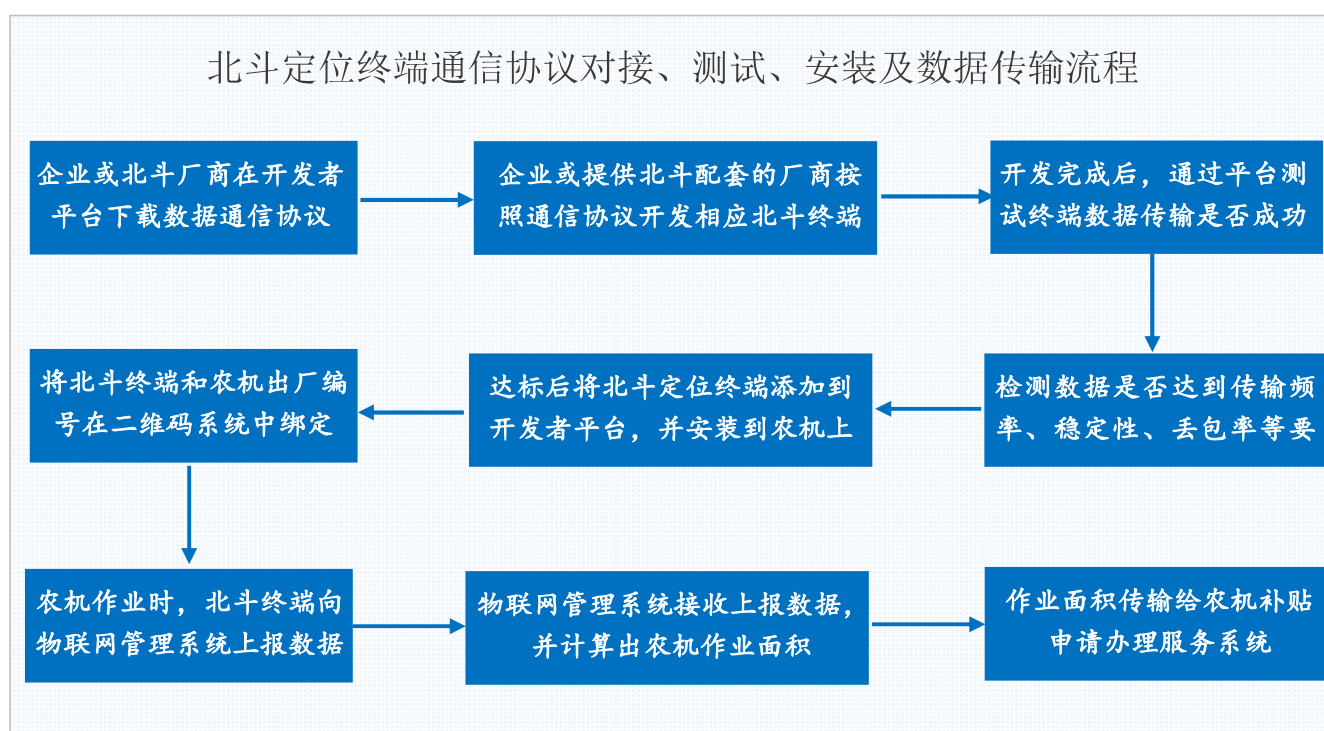 北斗定位终端通信协议对接、测试、安装及数据传输流程
企业或北斗厂商在开发者
平台下载数据通信协议
企业或提供北斗配套的厂商按
照通信协议开发相应北斗终端
开发完成后，通过平台测
试终端数据传输是否成功
检测数据是否达到传输频
率、稳定性、丢包率等要
达标后将北斗定位终端添加到
开发者平台，并安装到农机上
将北斗终端和农机出厂编
号在二维码系统中绑定
农机作业时，北斗终端向
物联网管理系统上报数据
物联网管理系统接收上报数据，
并计算出农机作业面积
作业面积传输给农机补贴
申请办理服务系统